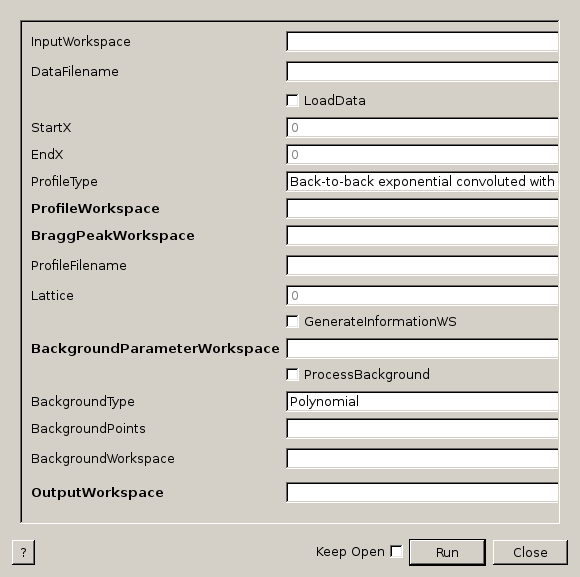 InputWorkspace
DataFilename
LoadData
StartX 0
EndX 0
ProfileType Back-to-back exponential convoluted with
ProfileWorkspace
BraggPeakWorkspace
ProfileFilename
Lattice 0
GenerateInformationWS
BackgroundParameterWorkspace
ProcessBackground
BackgroundType Polynomial
BackgroundPoints
BackgroundWorkspace
OutputWorkspace
? Keep Open Run Close